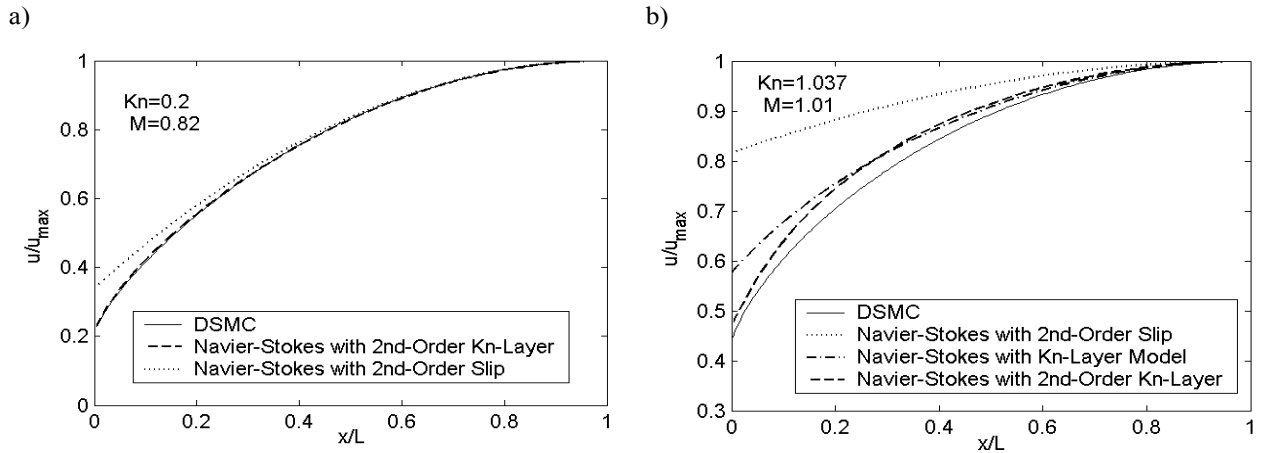 a)
Kn=0.2
M=0.82
1
0.8
0.6
0.4
0.2
0
u/u_max
0 0.2 0.4 0.6 0.8 1
x/L
DSMC
Navier-Stokes with 2nd-Order Kn-Layer
Navier-Stokes with 2nd-Order Slip
b)
Kn=1.037
M=1.01
1
0.9
0.8
0.7
0.6
0.5
0.4
0.3
u/u_max
0 0.2 0.4 0.6 0.8 1
x/L
DSMC
Navier-Stokes with 2nd-Order Slip
Navier-Stokes with Kn-Layer Model
Navier-Stokes with 2nd-Order Kn-Layer